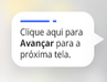 Clique aqui para
Avançar para a
próxima tela.